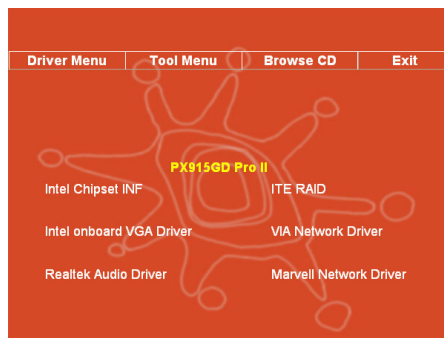 Driver Menu Tool Menu Browse CD Exit
PX915GD Pro II
Intel Chipset INF ITE RAID
Intel onboard VGA Driver VIA Network Driver
Realtek Audio Driver Marvell Network Driver